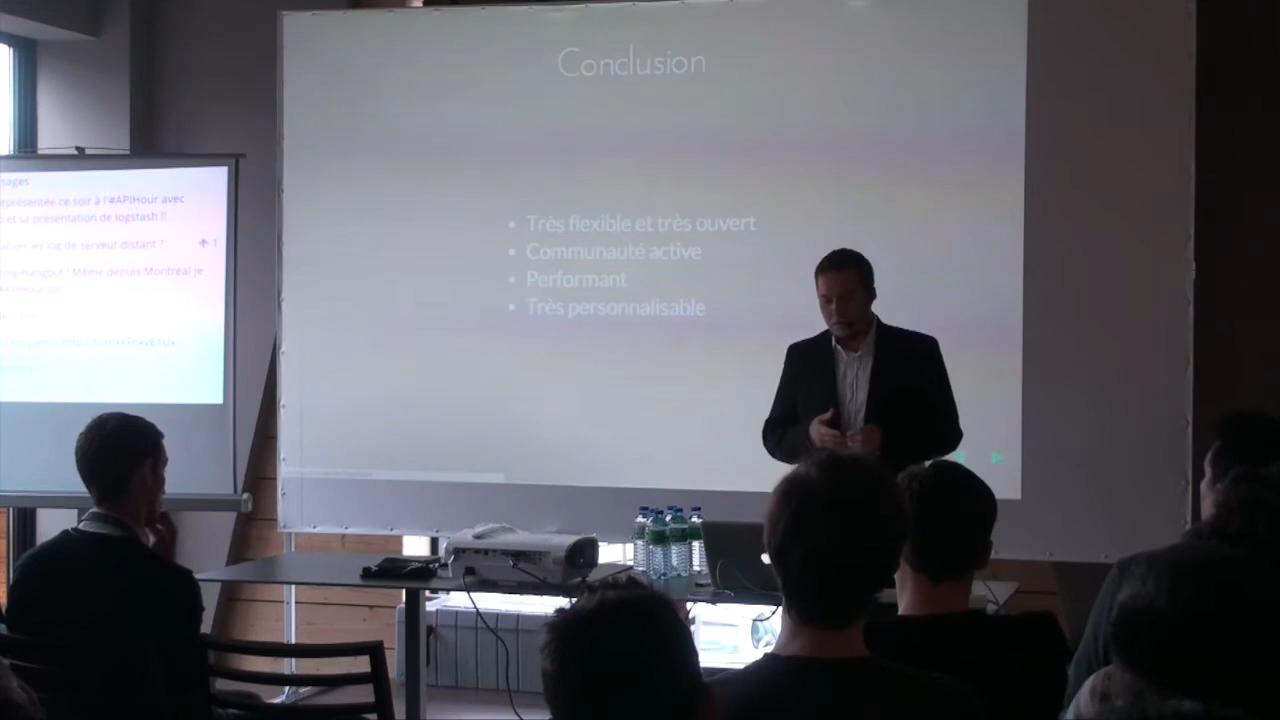 Conclusion
Très flexible et très ouvert
Communauté active
Performant
Très personnalisable
ce soir à l'#APIHour avec
et sa présentation de logstash !!
les log de serveur distant ?
1
hangout ! Même depuis Montréal je